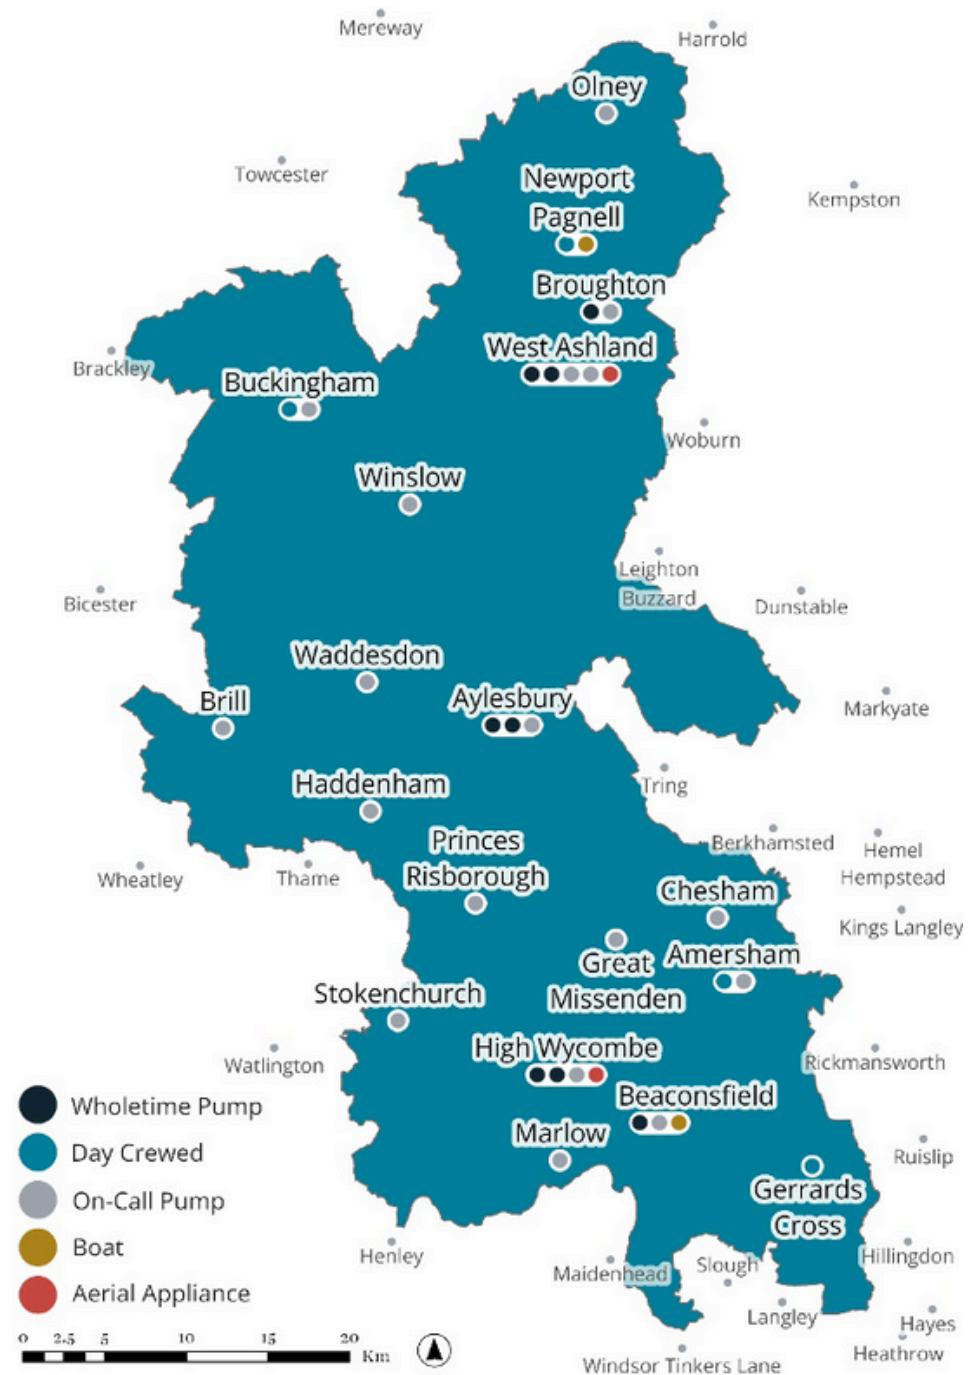 Mereway
Harrold
Olney
Towcester
Newport
Pagnell
Kempston
Broughton
West Ashland
Brackley
Buckingham
Woburn
Winslow
Leighton
Buzzard
Bicester
Dunstable
Waddesdon
Brill
Aylesbury
Markyate
Haddenham
Tring
Princes
Risborough
Berkhamsted
Hemel
Hempstead
Wheatley
Thame
Chesham
Kings Langley
Great
Missenden
Amersham
Stokenchurch
High Wycombe
Watlington
Rickmansworth
Beaconsfield
Marlow
Ruislip
Gerrards
Cross
Henley
Hillingdon
Maidenhead
Slough
Langley
Hayes
Heathrow
Windsor Tinkers Lane
Wholetime Pump
Day Crewed
On-Call Pump
Boat
Aerial Appliance
0 2.5 5 10 15 20
Km